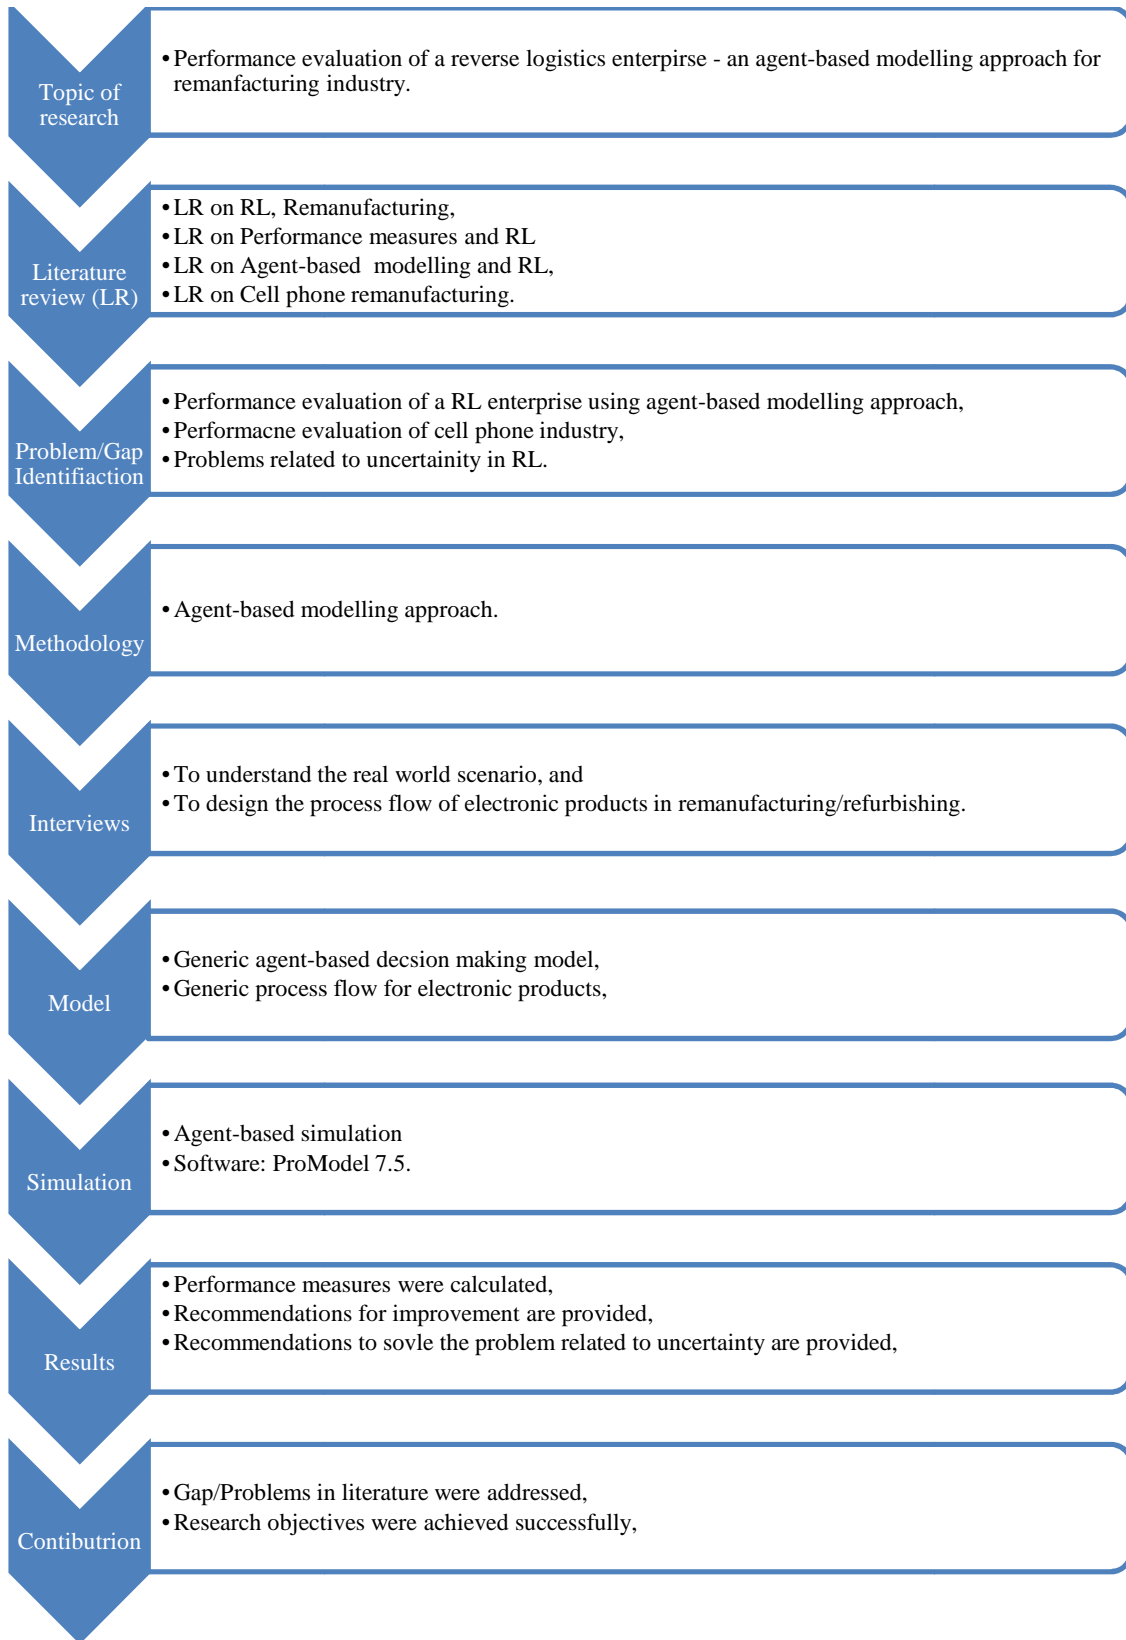 Topic of
research
• Performance evaluation of a reverse logistics enterpirse - an agent-based modelling approach for
remanfacturing industry.
Literature
review (LR)
• LR on RL, Remanufacturing,
• LR on Performance measures and RL
• LR on Agent-based modelling and RL,
• LR on Cell phone remanufacturing.
Problem/Gap
Identifiaction
• Performance evaluation of a RL enterprise using agent-based modelling approach,
• Performacne evaluation of cell phone industry,
• Problems related to uncertainity in RL.
Methodology
• Agent-based modelling approach.
Interviews
• To understand the real world scenario, and
• To design the process flow of electronic products in remanufacturing/refurbishing.
Model
• Generic agent-based decsion making model,
• Generic process flow for electronic products,
Simulation
• Agent-based simulation
• Software: ProModel 7.5.
Results
• Performance measures were calculated,
• Recommendations for improvement are provided,
• Recommendations to sovle the problem related to uncertainty are provided,
Contibutrion
• Gap/Problems in literature were addressed,
• Research objectives were achieved successfully,